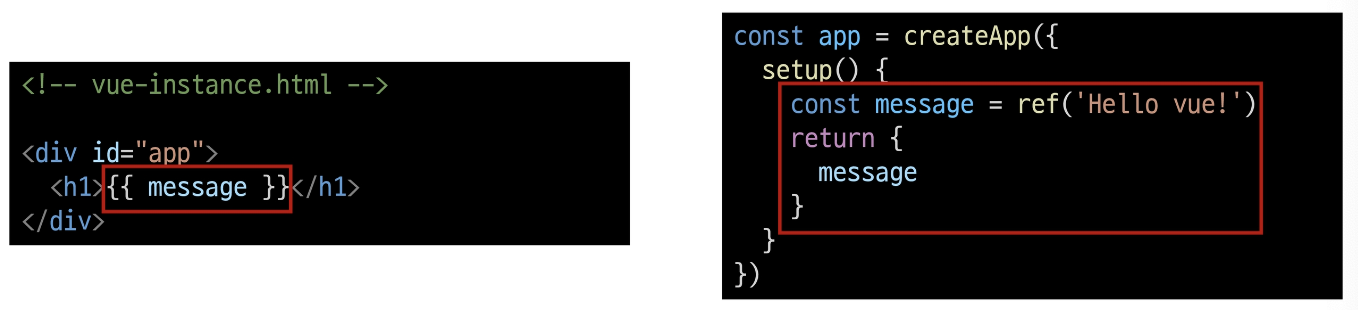 <!-- vue-instance.html -->
<div id="app">
  <h1>{{ message }}</h1>
</div>
const app = createApp({
  setup() {
    const message = ref('Hello vue!')
    return {
      message
    }
  }
})